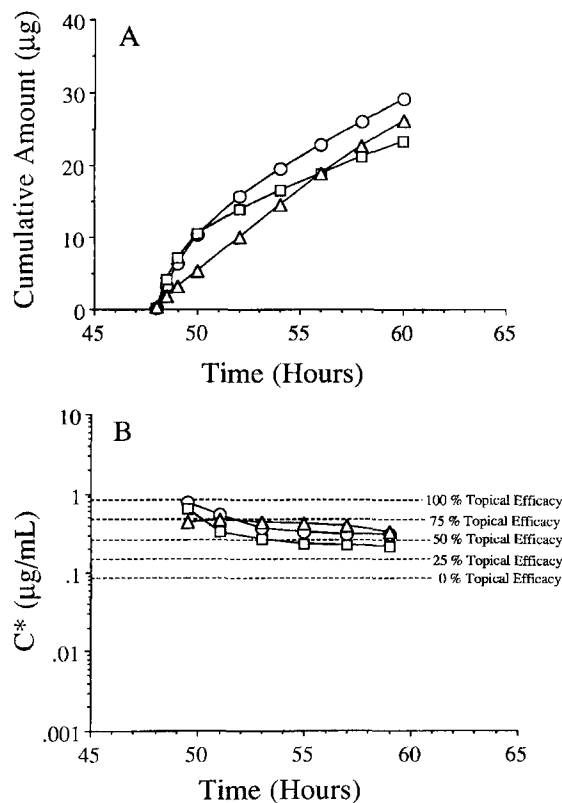 A
Cumulative Amount (µg)
40
30
20
10
0
45 50 55 60 65
Time (Hours)
B
C* (µg/mL)
10
1
.1
.01
.001
100 % Topical Efficacy
75 % Topical Efficacy
50 % Topical Efficacy
25 % Topical Efficacy
0 % Topical Efficacy
45 50 55 60 65
Time (Hours)